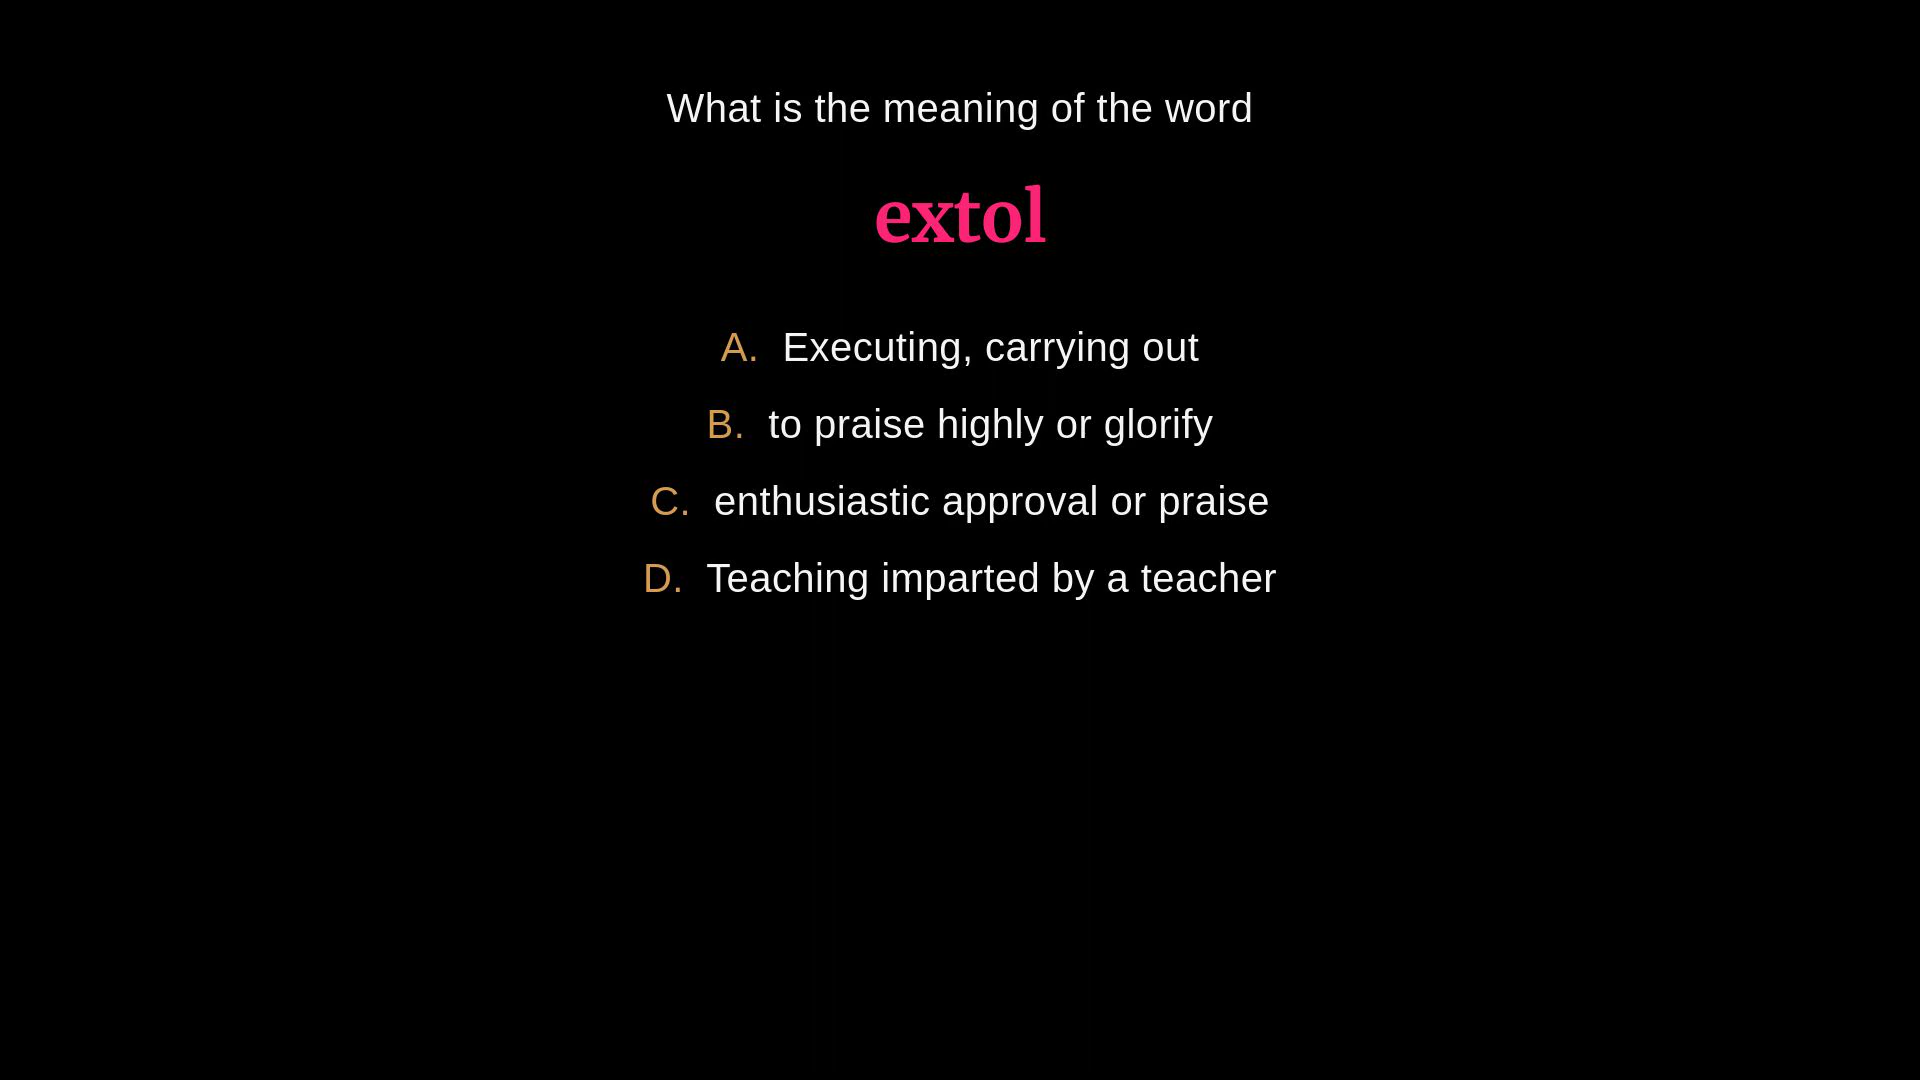 What is the meaning of the word
extol
A. Executing, carrying out
B. to praise highly or glorify
C. enthusiastic approval or praise
D. Teaching imparted by a teacher